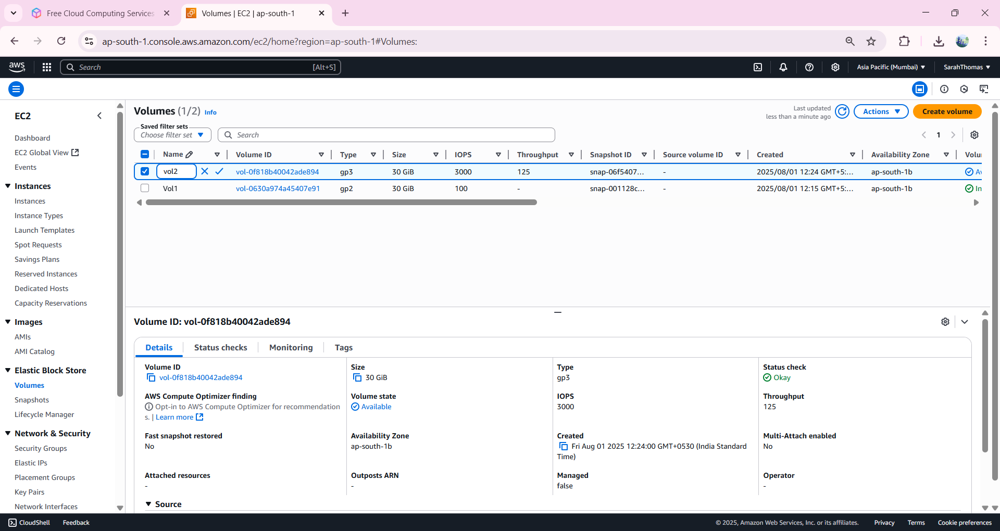 Free Cloud Computing Services
Volumes | EC2 | ap-south-1
ap-south-1.console.aws.amazon.com/ec2/home?region=ap-south-1#Volumes:
aws
Search [Alt+S]
Asia Pacific (Mumbai)
SarahThomas
EC2
Dashboard
EC2 Global View
Events
Instances
Instances
Instance Types
Launch Templates
Spot Requests
Savings Plans
Reserved Instances
Dedicated Hosts
Capacity Reservations
Images
AMIs
AMI Catalog
Elastic Block Store
Volumes
Snapshots
Lifecycle Manager
Network & Security
Security Groups
Elastic IPs
Placement Groups
Key Pairs
Network Interfaces
Volumes (1/2) Info
Last updated
less than a minute ago
Actions
Create volume
Saved filter sets
Choose filter set
Search
1
Name Volume ID Type Size IOPS Throughput Snapshot ID Source volume ID Created Availability Zone Volu
vol2 vol-0f818b40042ade894 gp3 30 GiB 3000 125 snap-06f5407... - 2025/08/01 12:24 GMT+5:... ap-south-1b Av
Vol1 vol-0630a974a45407e91 gp2 30 GiB 100 - snap-001128c... - 2025/08/01 12:15 GMT+5:... ap-south-1b In
Volume ID: vol-0f818b40042ade894
Details Status checks Monitoring Tags
Volume ID
vol-0f818b40042ade894
Size
30 GiB
Type
gp3
Status check
Okay
AWS Compute Optimizer finding
Opt-in to AWS Compute Optimizer for recommendation
s. | Learn more
Volume state
Available
IOPS
3000
Throughput
125
Fast snapshot restored
No
Availability Zone
ap-south-1b
Created
Fri Aug 01 2025 12:24:00 GMT+0530 (India Standard
Time)
Multi-Attach enabled
No
Attached resources
-
Outposts ARN
-
Managed
false
Operator
-
Source
CloudShell
Feedback
© 2025, Amazon Web Services, Inc. or its affiliates.
Privacy
Terms
Cookie preferences